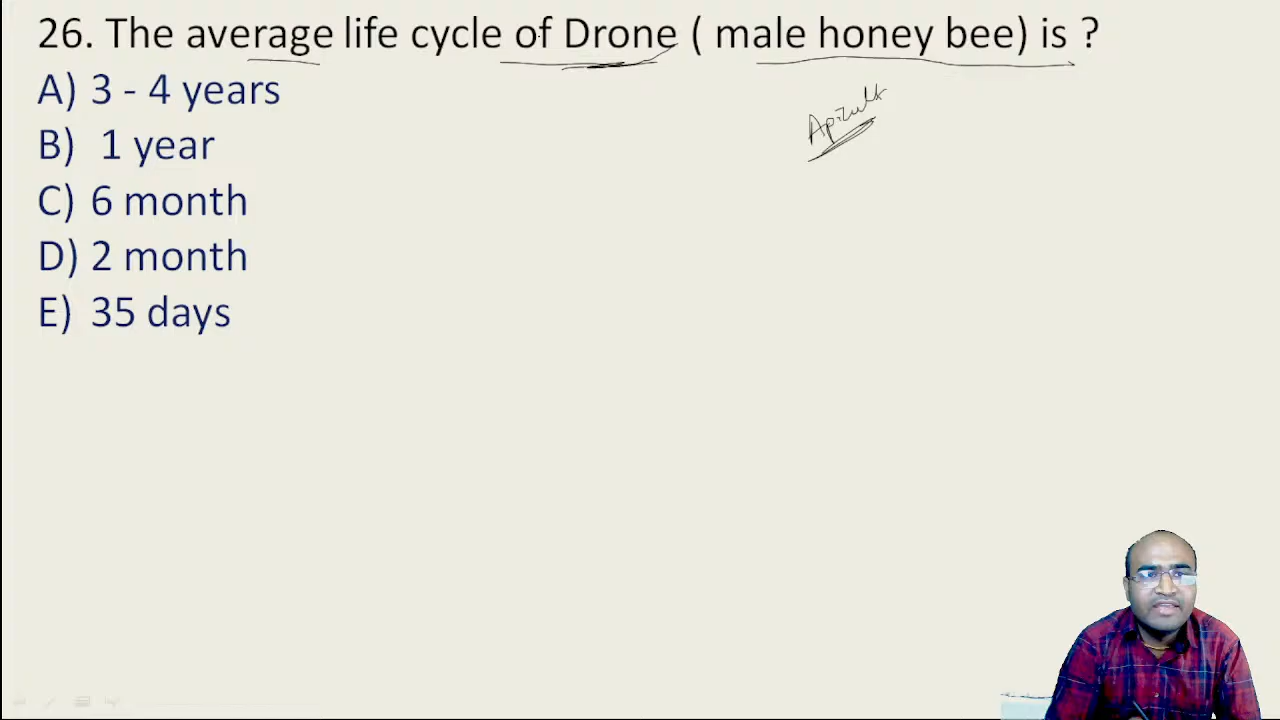 26. The average life cycle of Drone ( male honey bee) is ?
A) 3 - 4 years
B) 1 year
C) 6 month
D) 2 month
E) 35 days